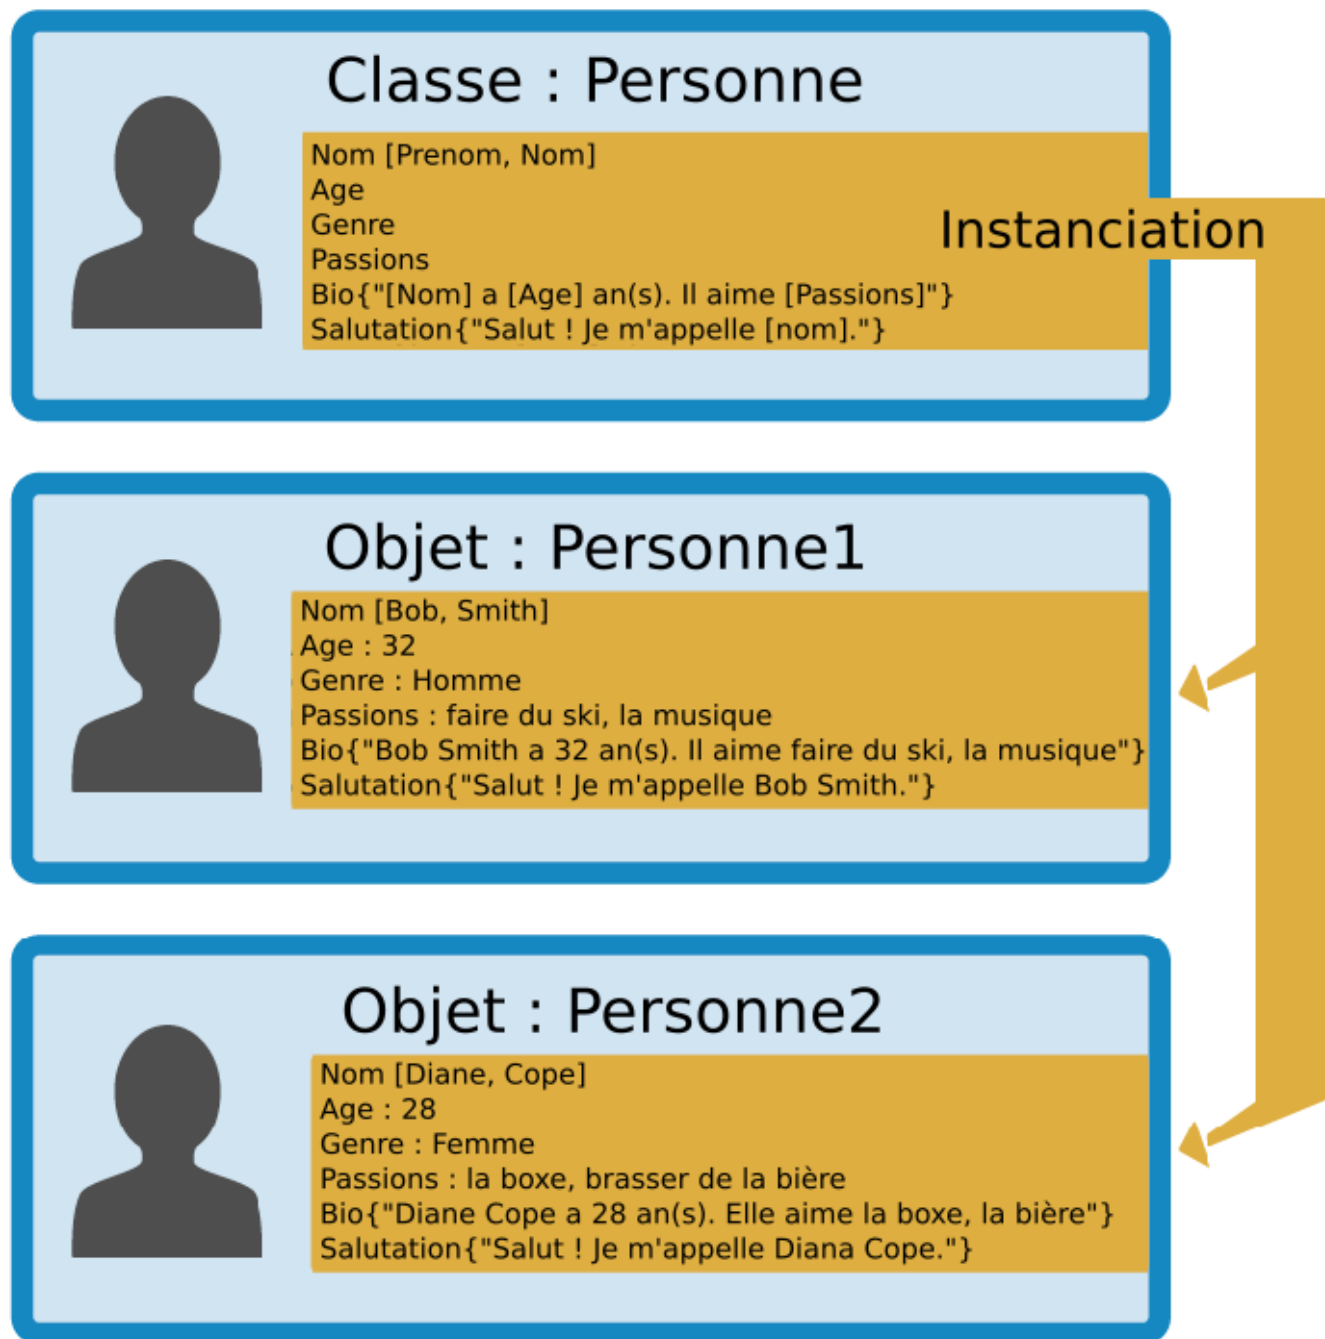 Classe : Personne
Nom [Prenom, Nom]
Age
Genre
Passions
Bio{"[Nom] a [Age] an(s). Il aime [Passions]"}
Salutation{"Salut ! Je m'appelle [nom]."}
Instanciation
Objet : Personne1
Nom [Bob, Smith]
Age : 32
Genre : Homme
Passions : faire du ski, la musique
Bio{"Bob Smith a 32 an(s). Il aime faire du ski, la musique"}
Salutation{"Salut ! Je m'appelle Bob Smith."}
Objet : Personne2
Nom [Diane, Cope]
Age : 28
Genre : Femme
Passions : la boxe, brasser de la bière
Bio{"Diane Cope a 28 an(s). Elle aime la boxe, la bière"}
Salutation{"Salut ! Je m'appelle Diana Cope."}